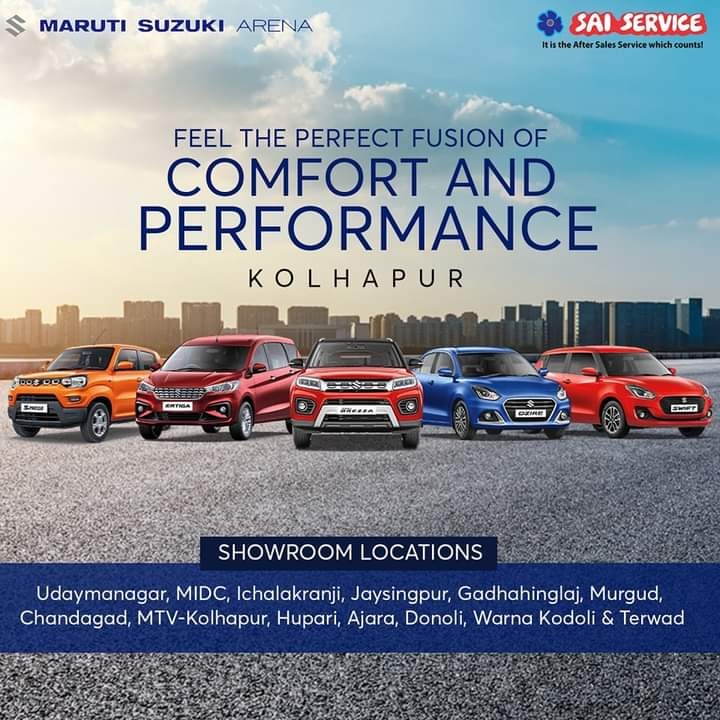 MARUTI SUZUKI ARENA
SAI SERVICE
It is the After Sales Service which counts!
FEEL THE PERFECT FUSION OF
COMFORT AND
PERFORMANCE
KOLHAPUR
S-PRESSO
ERTIGA
BREZZA
DZIRE
SWIFT
SHOWROOM LOCATIONS
Udaymanagar, MIDC, Ichalakranji, Jaysingpur, Gadhahinglaj, Murgud,
Chandagad, MTV-Kolhapur, Hupari, Ajara, Donoli, Warna Kodoli & Terwad